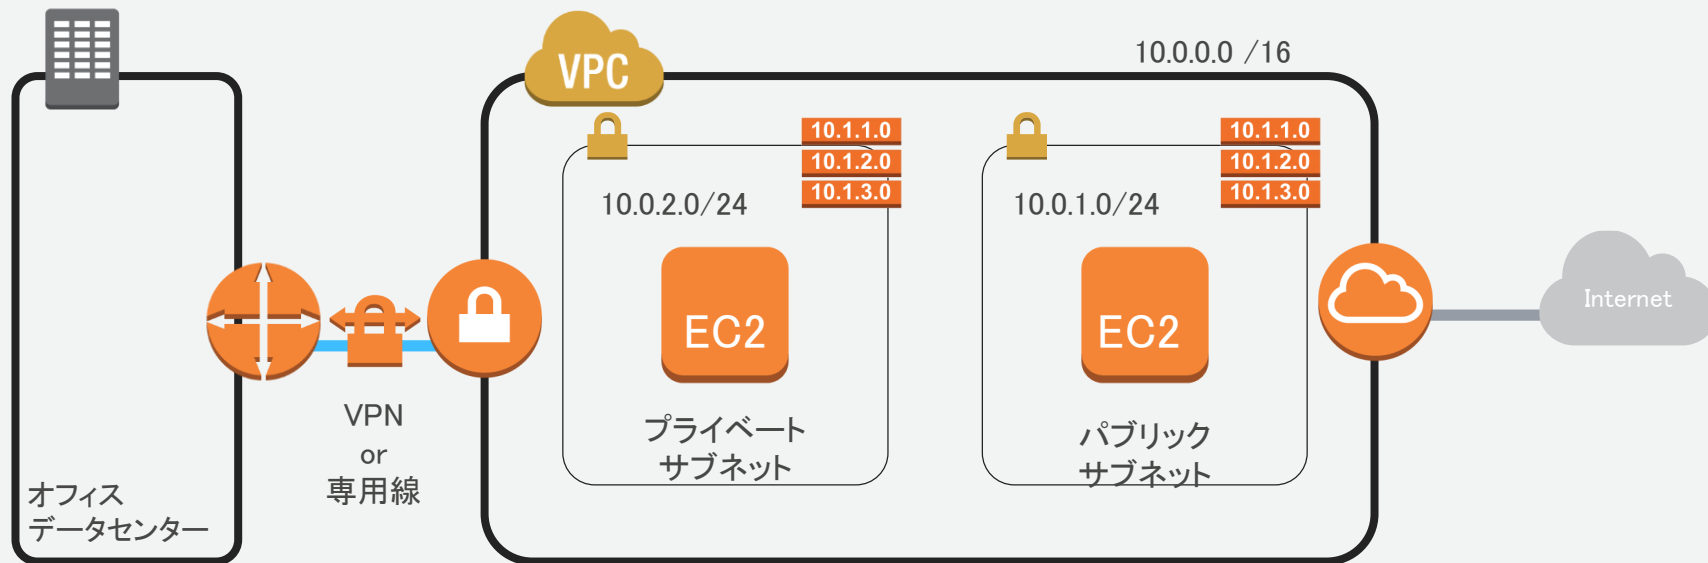 VPC
10.0.0.0 /16
10.1.1.0
10.1.2.0
10.1.3.0
10.1.1.0
10.1.2.0
10.1.3.0
10.0.2.0/24
10.0.1.0/24
EC2
EC2
Internet
VPN
or
専用線
プライベート
サブネット
パブリック
サブネット
オフィス
データセンター